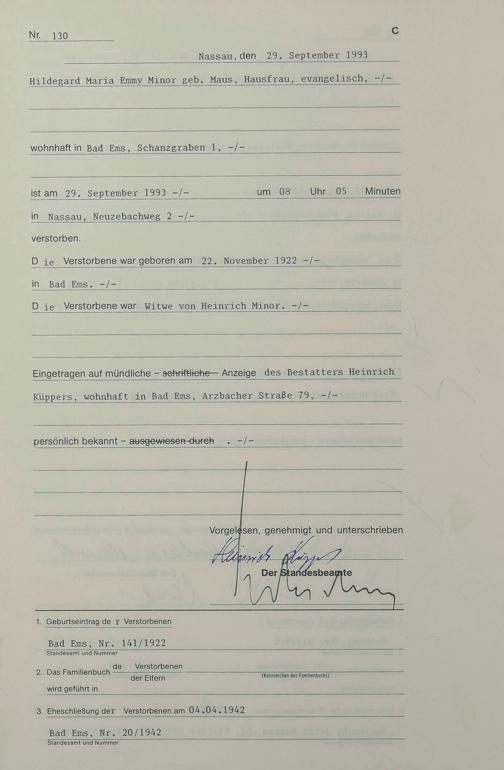 Nr. 130
C
Nassau, den 29. September 1993
Hildegard Maria Emmy Minor geb. Maus, Hausfrau, evangelisch, -/-
wohnhaft in Bad Ems, Schanzgraben 1, -/-
ist am 29. September 1993 -/- um 08 Uhr 05 Minuten
in Nassau, Neuzebachweg 2 -/-
verstorben.
D ie Verstorbene war geboren am 22. November 1922 -/-
in Bad Ems. -/-
D ie Verstorbene war Witwe von Heinrich Minor. -/-
Eingetragen auf mündliche – schriftliche – Anzeige des Bestatters Heinrich
Küppers, wohnhaft in Bad Ems, Arzbacher Straße 79, -/-
persönlich bekannt – ausgewiesen durch . -/-
Vorgelesen, genehmigt und unterschrieben
Heinrich
Der Standesbeamte
1. Geburtseintrag de r Verstorbenen
Bad Ems, Nr. 141/1922
Standesamt und Nummer
2. Das Familienbuch de Verstorbenen
der Eltern
(Kennzeichen des Familienbuchs)
wird geführt in
3. Eheschließung der Verstorbenen am 04.04.1942
Bad Ems, Nr. 20/1942
Standesamt und Nummer